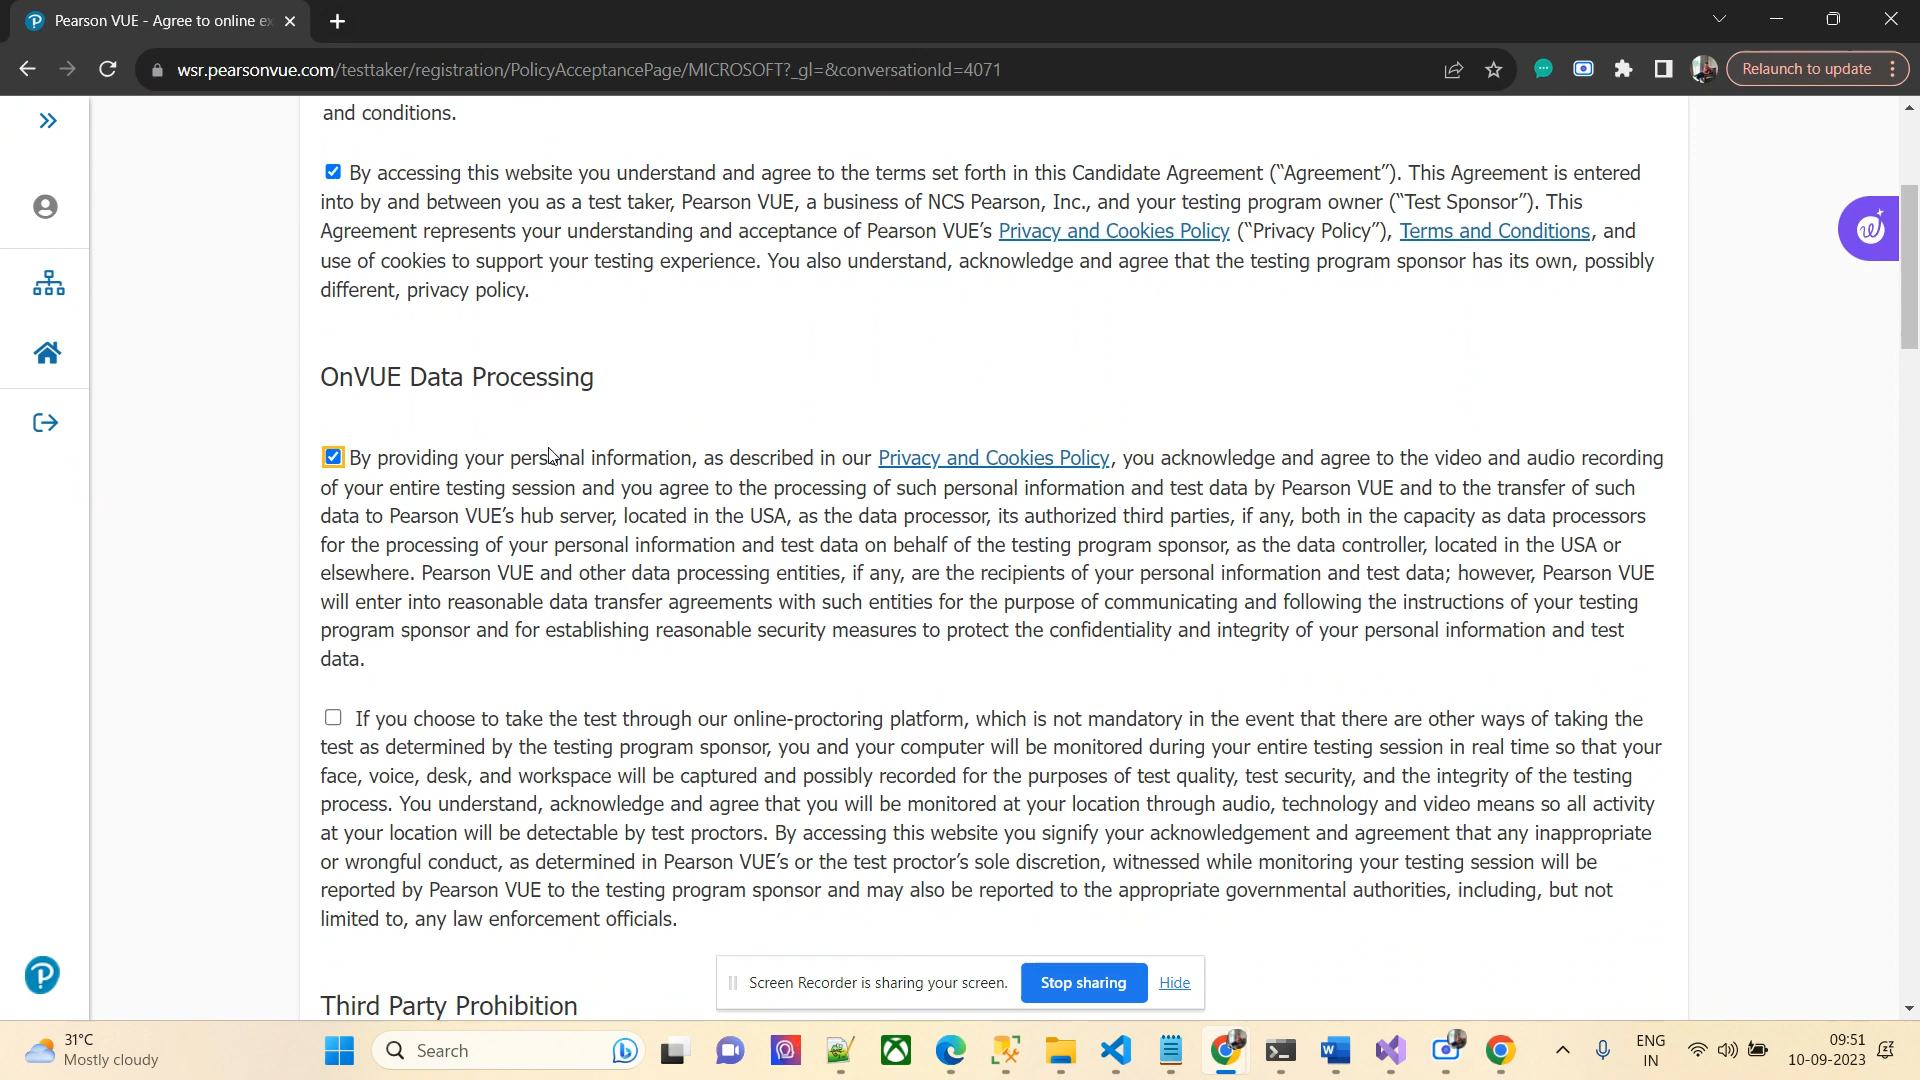 Pearson VUE - Agree to online ex
wsr.pearsonvue.com/testtaker/registration/PolicyAcceptancePage/MICROSOFT?_gl=&conversationId=4071
Relaunch to update
and conditions.
By accessing this website you understand and agree to the terms set forth in this Candidate Agreement (“Agreement”). This Agreement is entered
into by and between you as a test taker, Pearson VUE, a business of NCS Pearson, Inc., and your testing program owner (“Test Sponsor”). This
Agreement represents your understanding and acceptance of Pearson VUE’s Privacy and Cookies Policy (“Privacy Policy”), Terms and Conditions, and
use of cookies to support your testing experience. You also understand, acknowledge and agree that the testing program sponsor has its own, possibly
different, privacy policy.
OnVUE Data Processing
By providing your personal information, as described in our Privacy and Cookies Policy, you acknowledge and agree to the video and audio recording
of your entire testing session and you agree to the processing of such personal information and test data by Pearson VUE and to the transfer of such
data to Pearson VUE’s hub server, located in the USA, as the data processor, its authorized third parties, if any, both in the capacity as data processors
for the processing of your personal information and test data on behalf of the testing program sponsor, as the data controller, located in the USA or
elsewhere. Pearson VUE and other data processing entities, if any, are the recipients of your personal information and test data; however, Pearson VUE
will enter into reasonable data transfer agreements with such entities for the purpose of communicating and following the instructions of your testing
program sponsor and for establishing reasonable security measures to protect the confidentiality and integrity of your personal information and test
data.
If you choose to take the test through our online-proctoring platform, which is not mandatory in the event that there are other ways of taking the
test as determined by the testing program sponsor, you and your computer will be monitored during your entire testing session in real time so that your
face, voice, desk, and workspace will be captured and possibly recorded for the purposes of test quality, test security, and the integrity of the testing
process. You understand, acknowledge and agree that you will be monitored at your location through audio, technology and video means so all activity
at your location will be detectable by test proctors. By accessing this website you signify your acknowledgement and agreement that any inappropriate
or wrongful conduct, as determined in Pearson VUE’s or the test proctor’s sole discretion, witnessed while monitoring your testing session will be
reported by Pearson VUE to the testing program sponsor and may also be reported to the appropriate governmental authorities, including, but not
limited to, any law enforcement officials.
Third Party Prohibition
Screen Recorder is sharing your screen. Stop sharing Hide
31°C
Mostly cloudy
Search
ENG
IN
09:51
10-09-2023